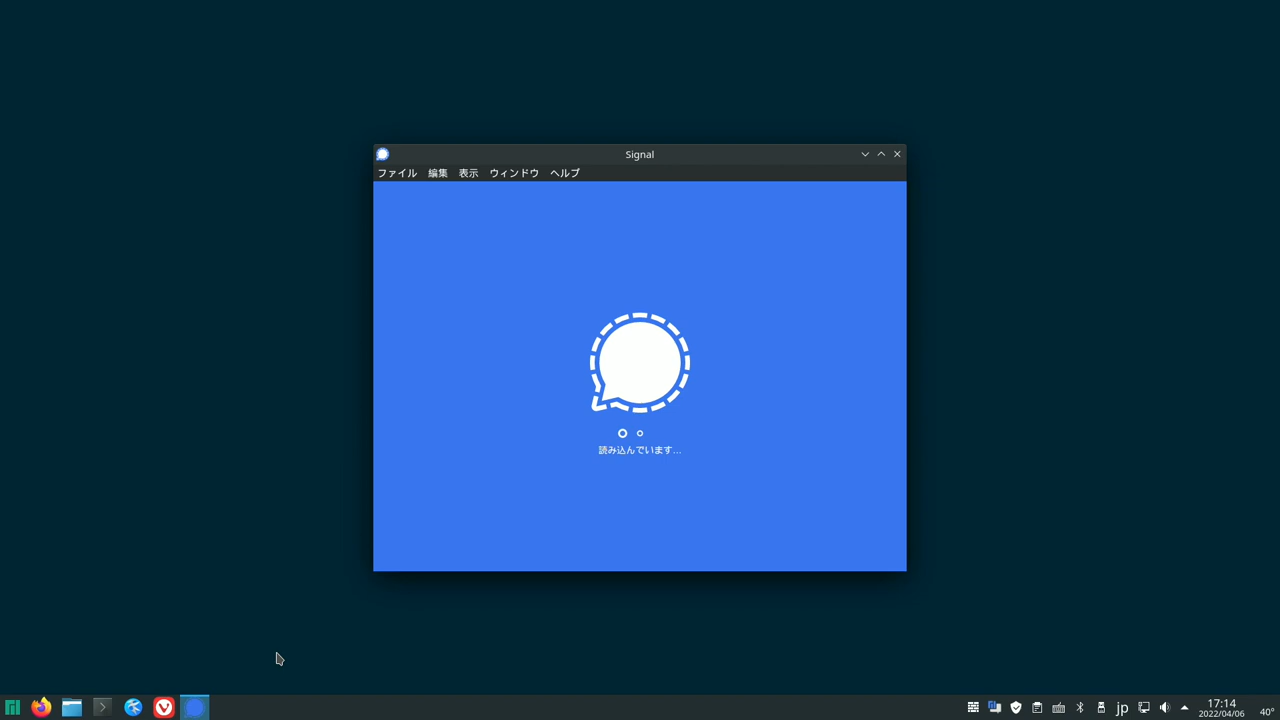 Signal
ファイル 編集 表示 ウィンドウ ヘルプ
読み込んでいます...
jp
17:14
2022/04/06
40°